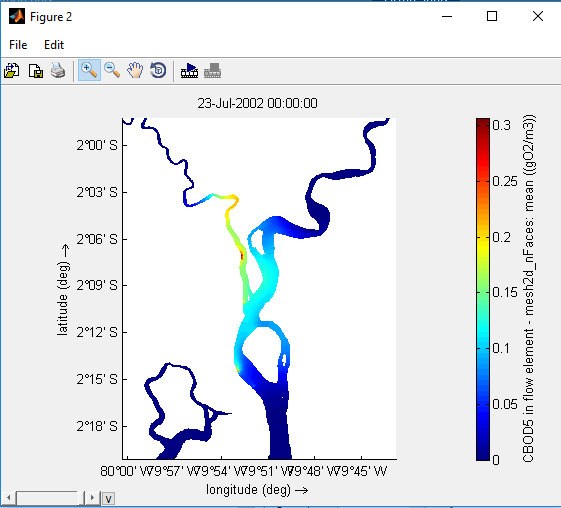 Figure 2
File Edit
23-Jul-2002 00:00:00
2°00' S
2°03' S
2°06' S
2°09' S
2°12' S
2°15' S
2°18' S
latitude (deg) →
80°00' W 79°57' W 79°54' W 79°51' W 79°48' W 79°45' W
longitude (deg) →
0.3
0.25
0.2
0.15
0.1
0.05
0
CBOD5 in flow element - mesh2d_nFaces: mean ((gO2/m3))
v